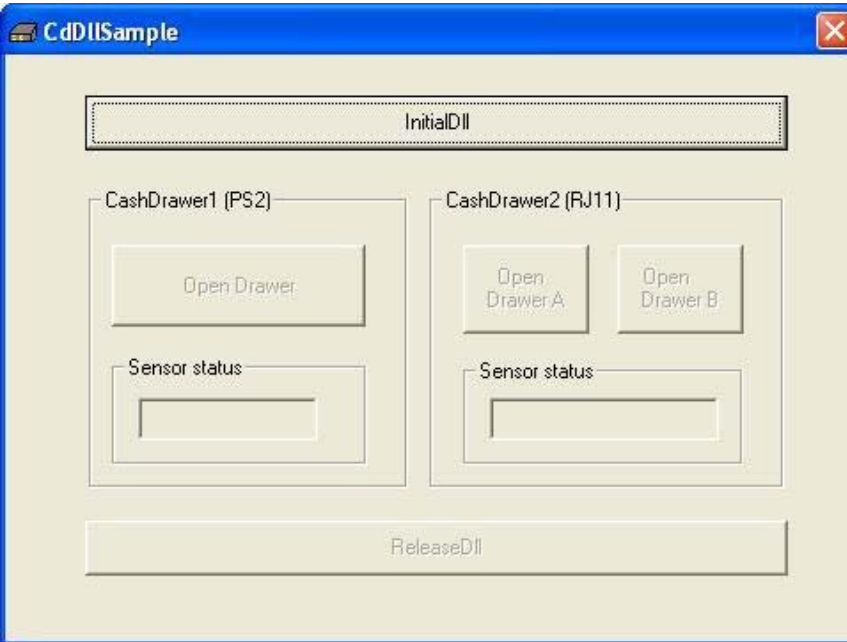 CdDllSample
InitialDll
CashDrawer1 (PS2)
CashDrawer2 (RJ11)
Open Drawer
Open
Drawer A
Open
Drawer B
Sensor status
Sensor status
ReleaseDll